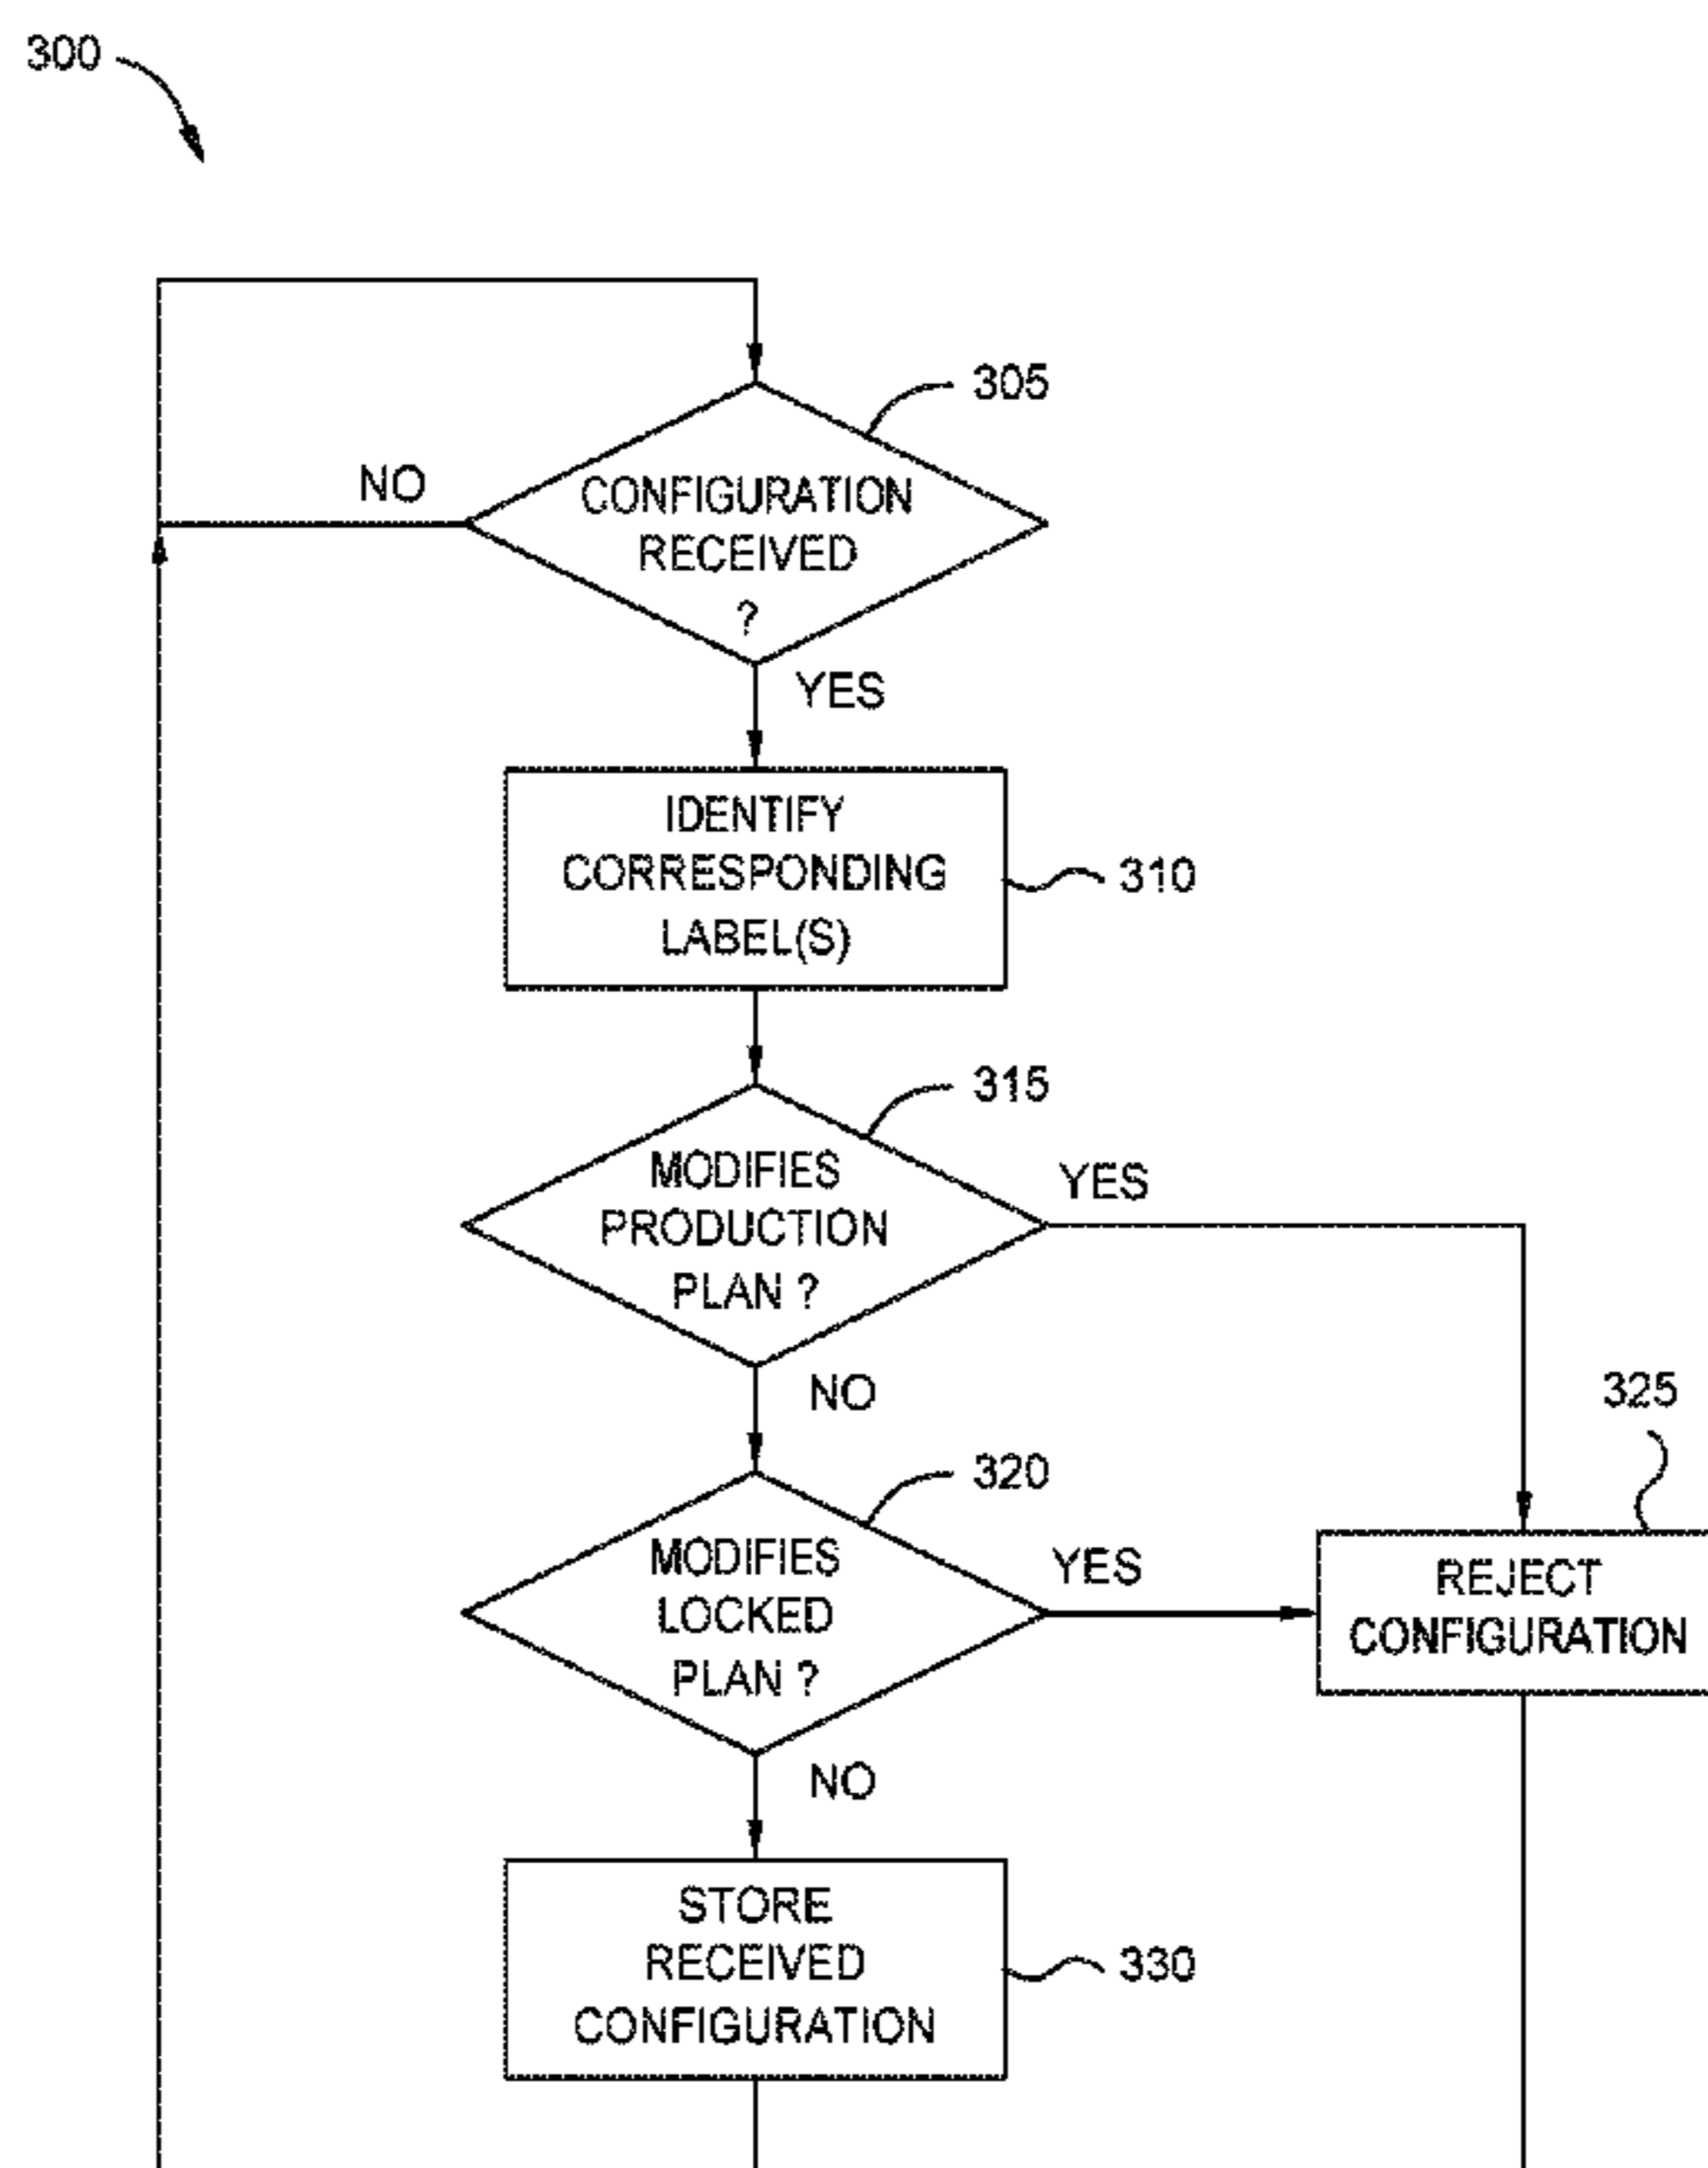 300
305
NO
CONFIGURATION
RECEIVED
?
YES
IDENTIFY
CORRESPONDING
LABEL(S)
310
315
MODIFIES
PRODUCTION
PLAN ?
YES
NO
325
320
MODIFIES
LOCKED
PLAN ?
YES
REJECT
CONFIGURATION
NO
STORE
RECEIVED
CONFIGURATION
330